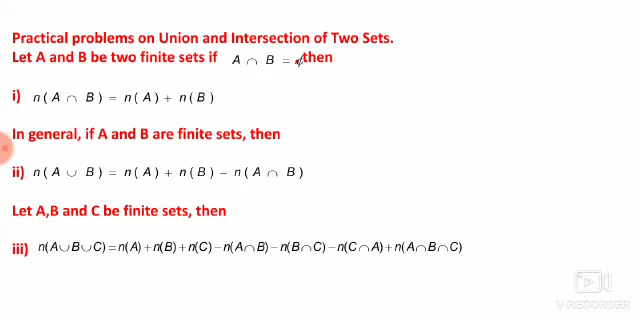 Practical problems on Union and Intersection of Two Sets.
Let A and B be two finite sets if A ∩ B = then
i) n ( A ∩ B ) = n ( A ) + n ( B )
In general, if A and B are finite sets, then
ii) n ( A ∪ B ) = n ( A ) + n ( B ) − n ( A ∩ B )
Let A,B and C be finite sets, then
iii) n(A∪B∪C)=n(A)+n(B)+n(C)−n(A∩B)−n(B∩C)−n(C∩A)+n(A∩B∩C)
V RECORDER